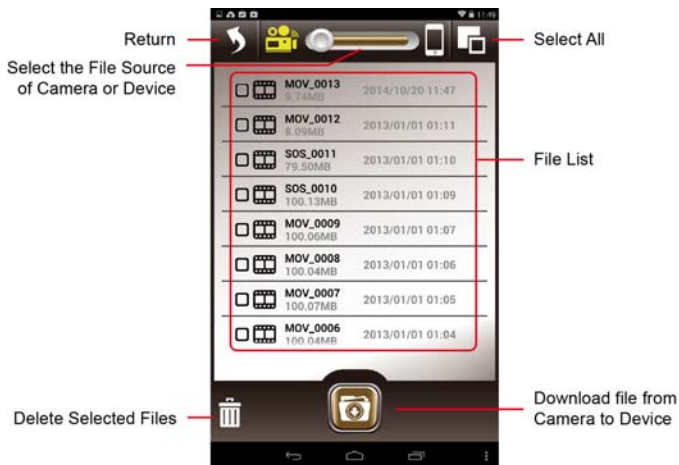 11:49
Return
Select All
Select the File Source
of Camera or Device
MOV_0013
9.74MB
2014/10/20 11:47
MOV_0012
8.09MB
2013/01/01 01:11
SOS_0011
79.50MB
2013/01/01 01:10
File List
SOS_0010
100.13MB
2013/01/01 01:09
MOV_0009
100.06MB
2013/01/01 01:07
MOV_0008
100.04MB
2013/01/01 01:06
MOV_0007
100.07MB
2013/01/01 01:05
MOV_0006
100.04MB
2013/01/01 01:04
Delete Selected Files
Download file from
Camera to Device